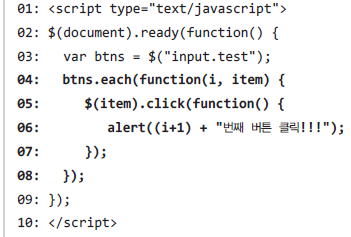 01: <script type="text/javascript">
02: $(document).ready(function() {
03:   var btns = $("input.test");
04:   btns.each(function(i, item) {
05:      $(item).click(function() {
06:         alert((i+1) + "번째 버튼 클릭!!!");
07:      });
08:   });
09: });
10: </script>